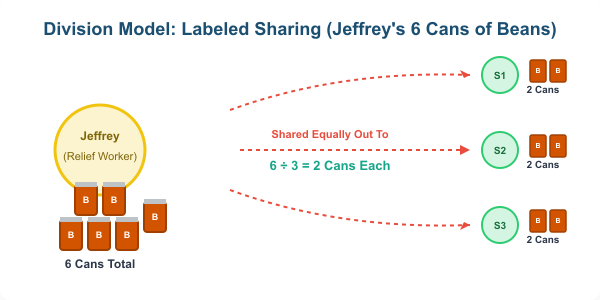 Division Model: Labeled Sharing (Jeffrey's 6 Cans of Beans)
Jeffrey
(Relief Worker)
B B
B
B B B
6 Cans Total
Shared Equally Out To
6 ÷ 3 = 2 Cans Each
S1
B B
2 Cans
S2
B B
2 Cans
S3
B B
2 Cans